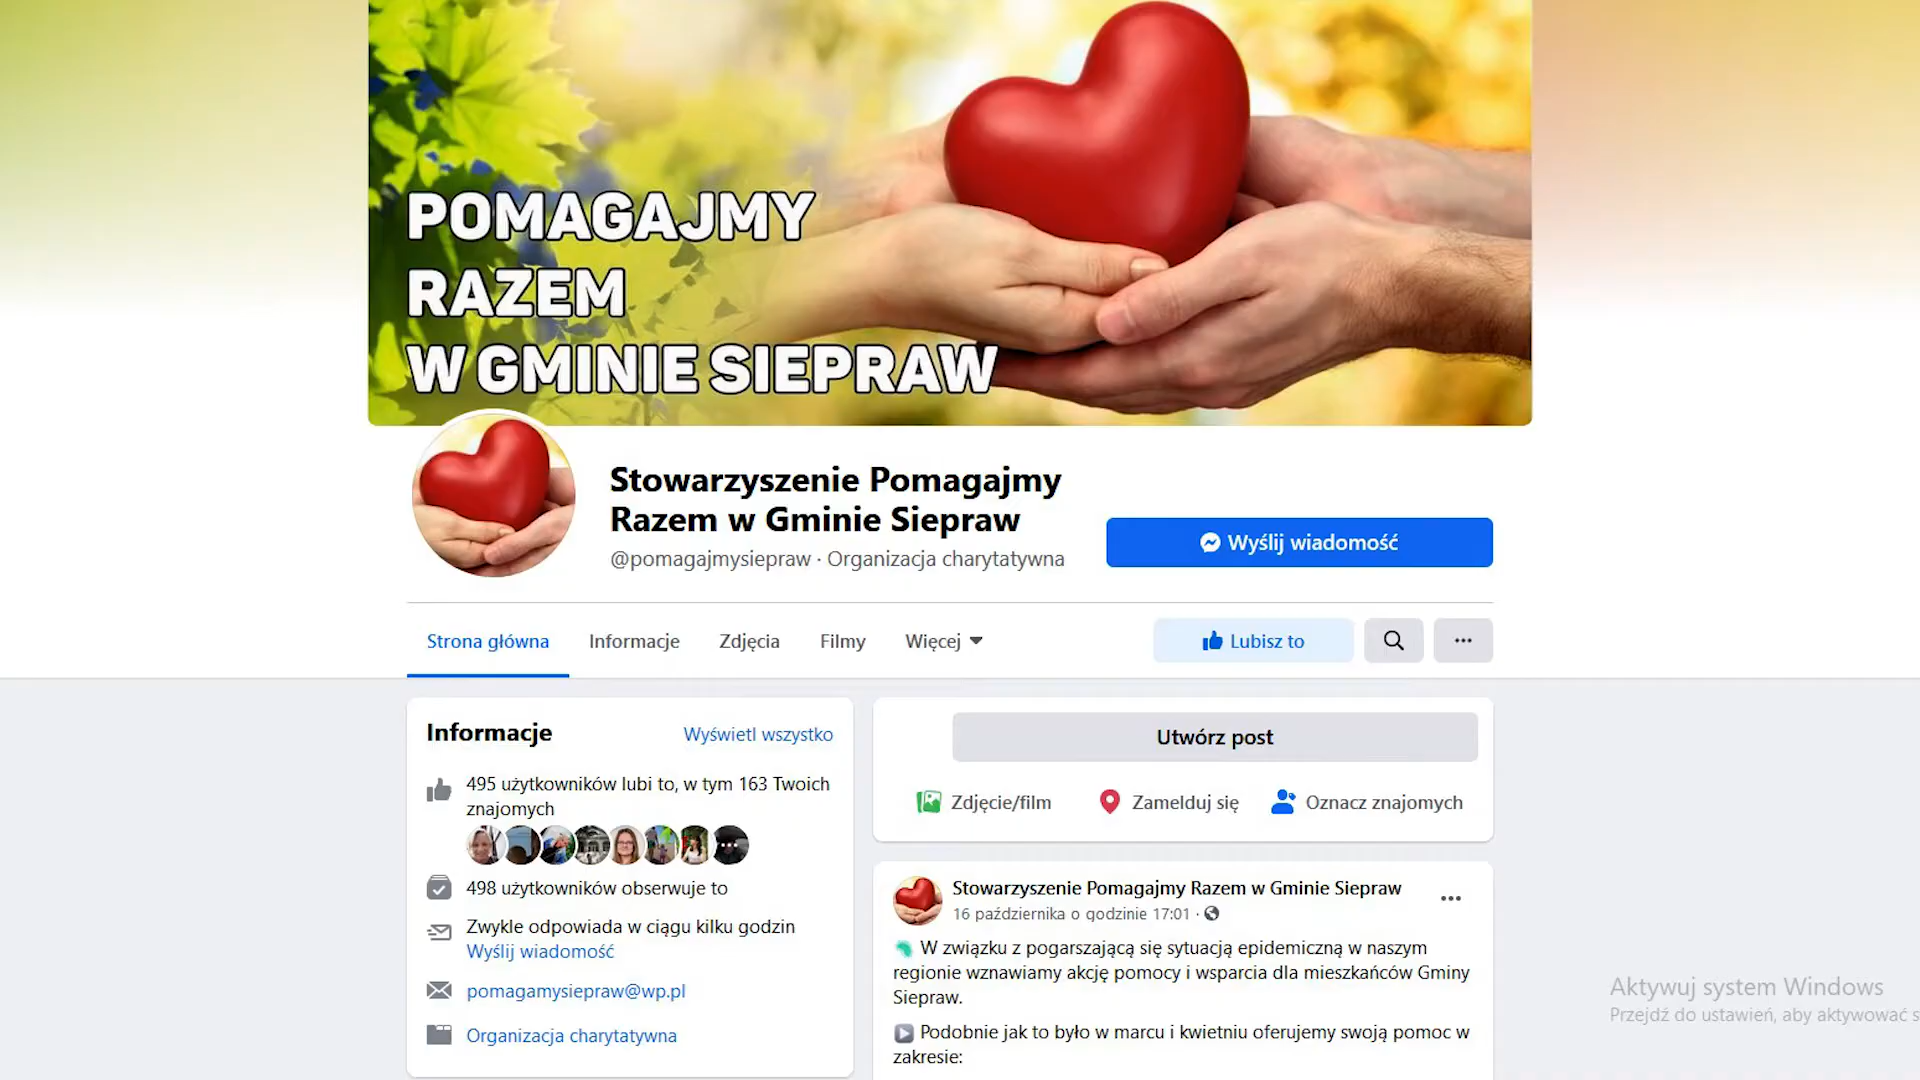 POMAGAJMY
RAZEM
W GMINIE SIEPRAW
Stowarzyszenie Pomagajmy
Razem w Gminie Siepraw
@pomagajmysiepraw · Organizacja charytatywna
Wyślij wiadomość
Strona główna
Informacje
Zdjęcia
Filmy
Więcej
Lubisz to
Informacje
Wyświetl wszystko
495 użytkowników lubi to, w tym 163 Twoich
znajomych
498 użytkowników obserwuje to
Zwykle odpowiada w ciągu kilku godzin
Wyślij wiadomość
pomagamysiepraw@wp.pl
Organizacja charytatywna
Utwórz post
Zdjęcie/film
Zamelduj się
Oznacz znajomych
Stowarzyszenie Pomagajmy Razem w Gminie Siepraw
16 października o godzinie 17:01 ·
W związku z pogarszającą się sytuacją epidemiczną w naszym
regionie wznawiamy akcję pomocy i wsparcia dla mieszkańców Gminy
Siepraw.
Podobnie jak to było w marcu i kwietniu oferujemy swoją pomoc w
zakresie:
Aktywuj system Windows
Przejdź do ustawień, aby aktywować s